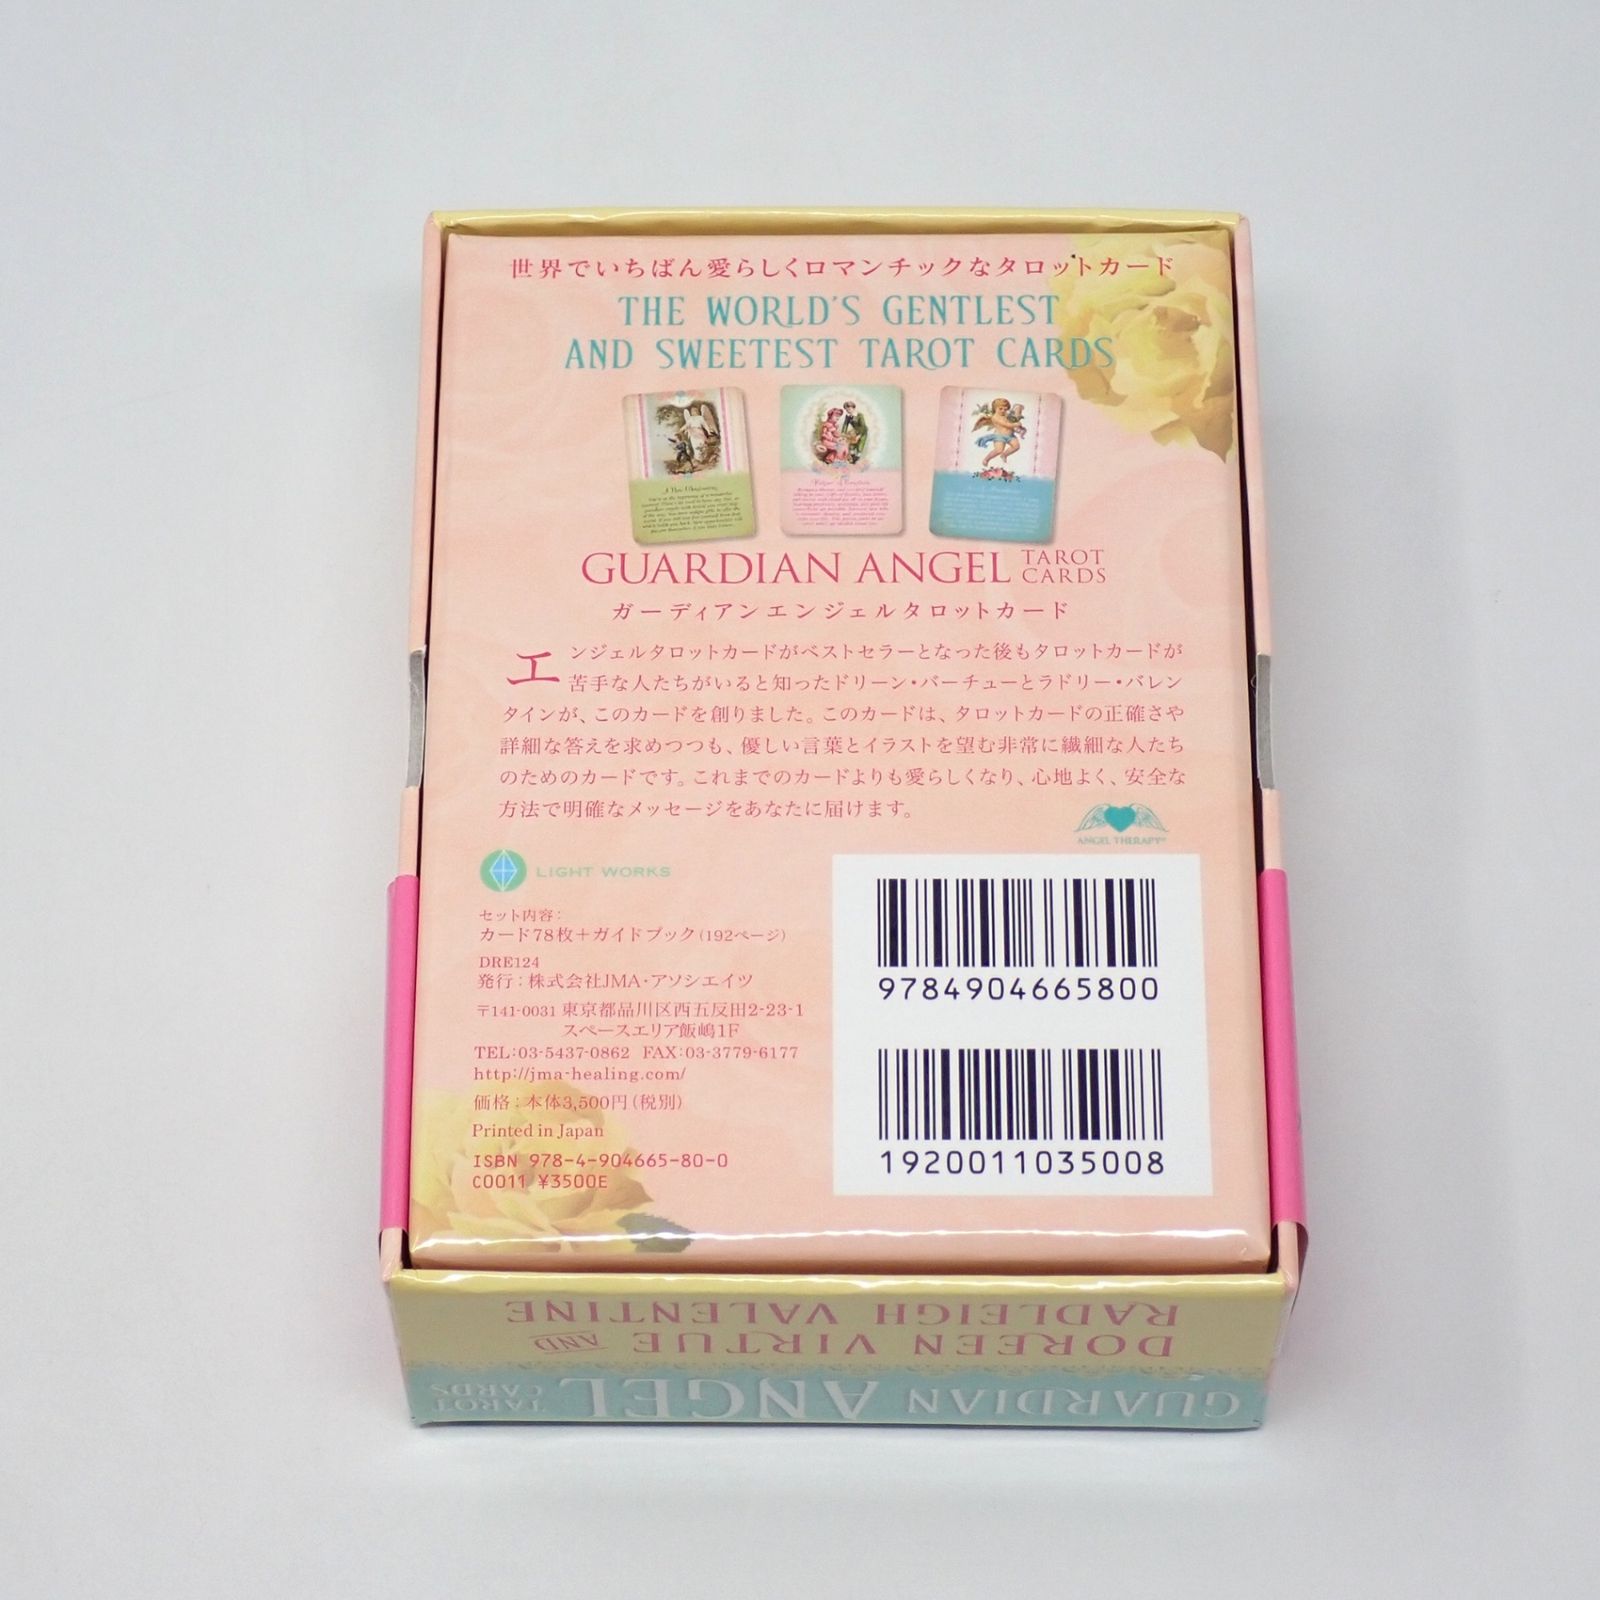 世界でいちばん愛らしくロマンチックなタロットカード
THE WORLD'S GENTLEST
AND SWEETEST TAROT CARDS
GUARDIAN ANGEL TAROT CARDS
ガーディアンエンジェルタロットカード
エンジェルタロットカードがベストセラーとなった後もタロットカードが
苦手な人たちがいると知ったドリーン・バーチューとラドリー・バレン
タインが、このカードを創りました。このカードは、タロットカードの正確さや
詳細な答えを求めつつも、優しい言葉とイラストを望む非常に繊細な人たち
のためのカードです。これまでのカードよりも愛らしくなり、心地よく、安全な
方法で明確なメッセージをあなたに届けます。
ANGEL THERAPY®
LIGHT WORKS
セット内容:
カード78枚+ガイドブック(192ページ)
DRE124
発行:株式会社JMA・アソシエイツ
〒141-0031 東京都品川区西五反田2-23-1
スペースエリア飯嶋1F
TEL:03-5437-0862 FAX:03-3779-6177
http://jma-healing.com/
価格:本体3,500円(税別)
Printed in Japan
ISBN 978-4-904665-80-0
C0011 ¥3500E
9784904665800
1920011035008
GUARDIAN ANGEL TAROT CARDS
DOREEN VIRTUE AND
RADLEIGH VALENTINE